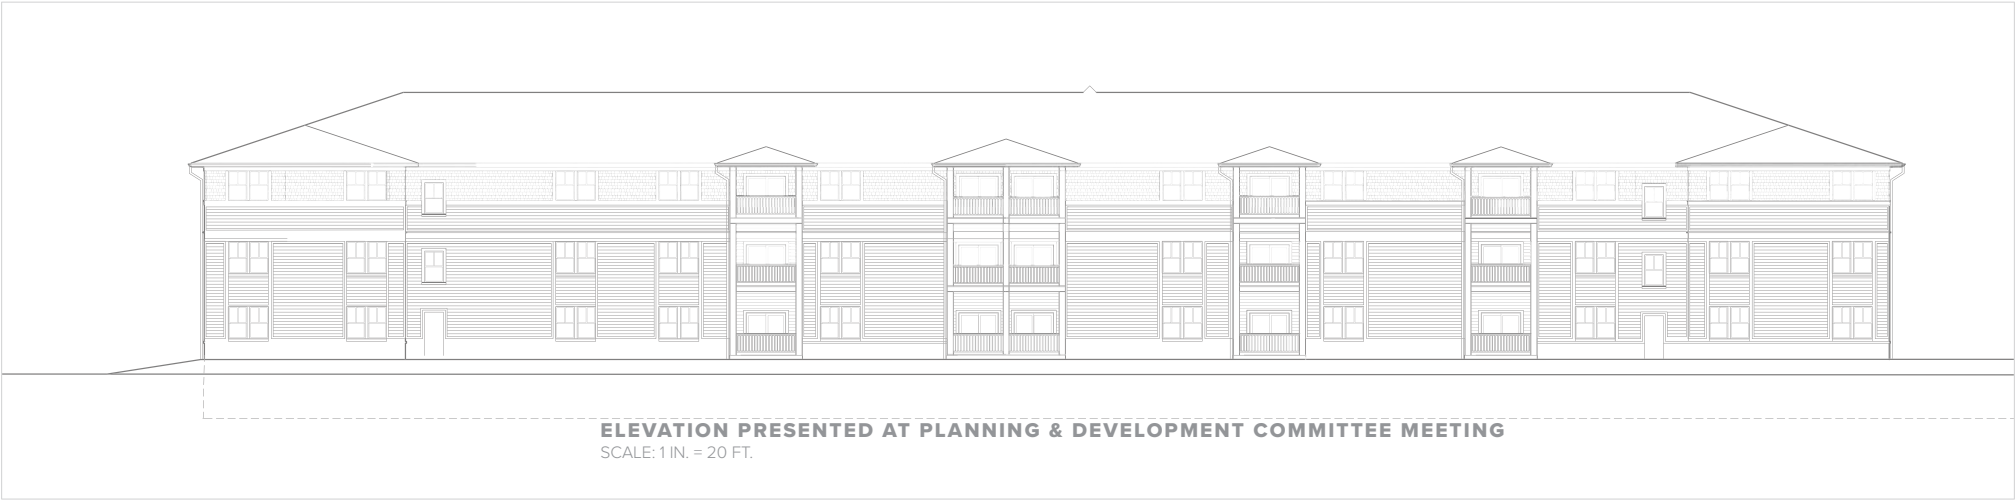 ELEVATION PRESENTED AT PLANNING & DEVELOPMENT COMMITTEE MEETING
SCALE: 1 IN. = 20 FT.